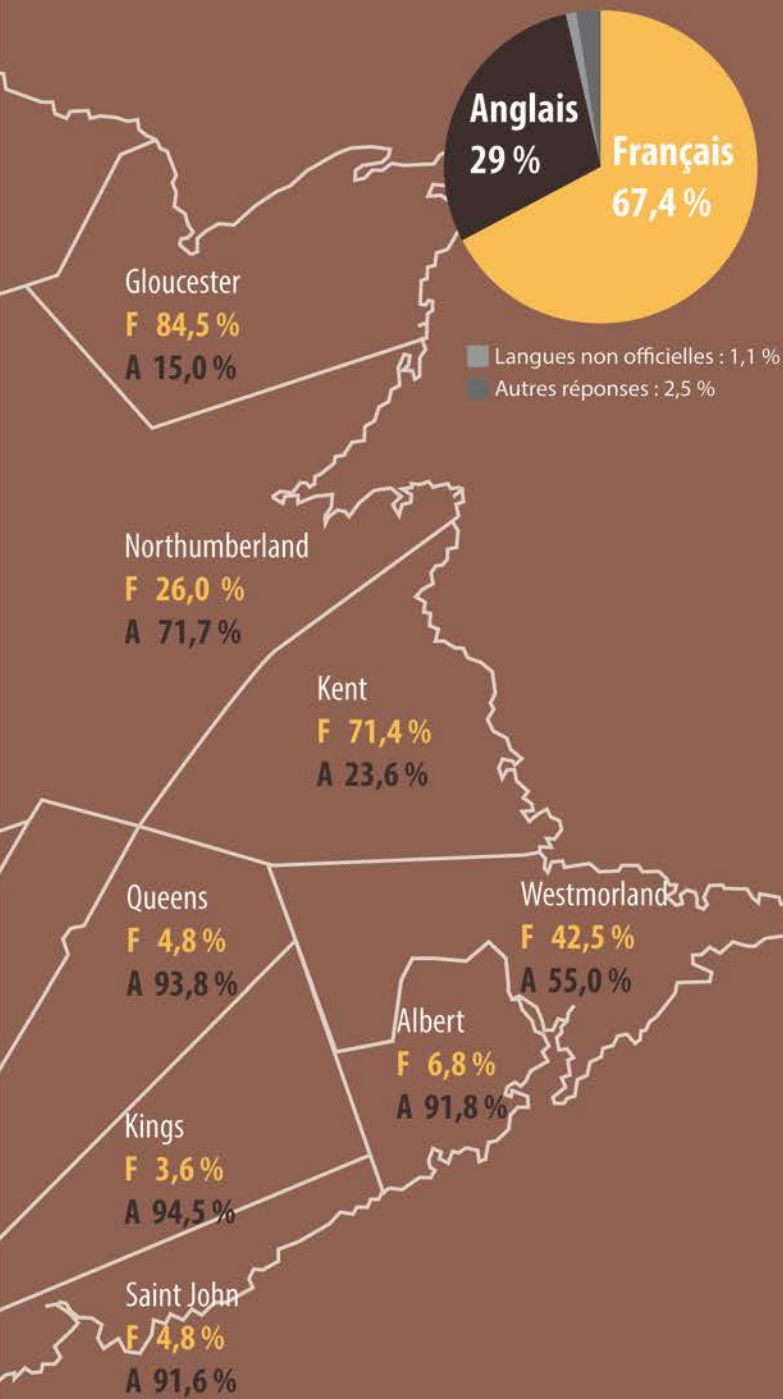 Anglais
29 %
Français
67,4 %
Langues non officielles : 1,1 %
Autres réponses : 2,5 %
Gloucester
F 84,5 %
A 15,0 %
Northumberland
F 26,0 %
A 71,7 %
Kent
F 71,4 %
A 23,6 %
Queens
F 4,8 %
A 93,8 %
Westmorland
F 42,5 %
A 55,0 %
Albert
F 6,8 %
A 91,8 %
Kings
F 3,6 %
A 94,5 %
Saint John
F 4,8 %
A 91,6 %